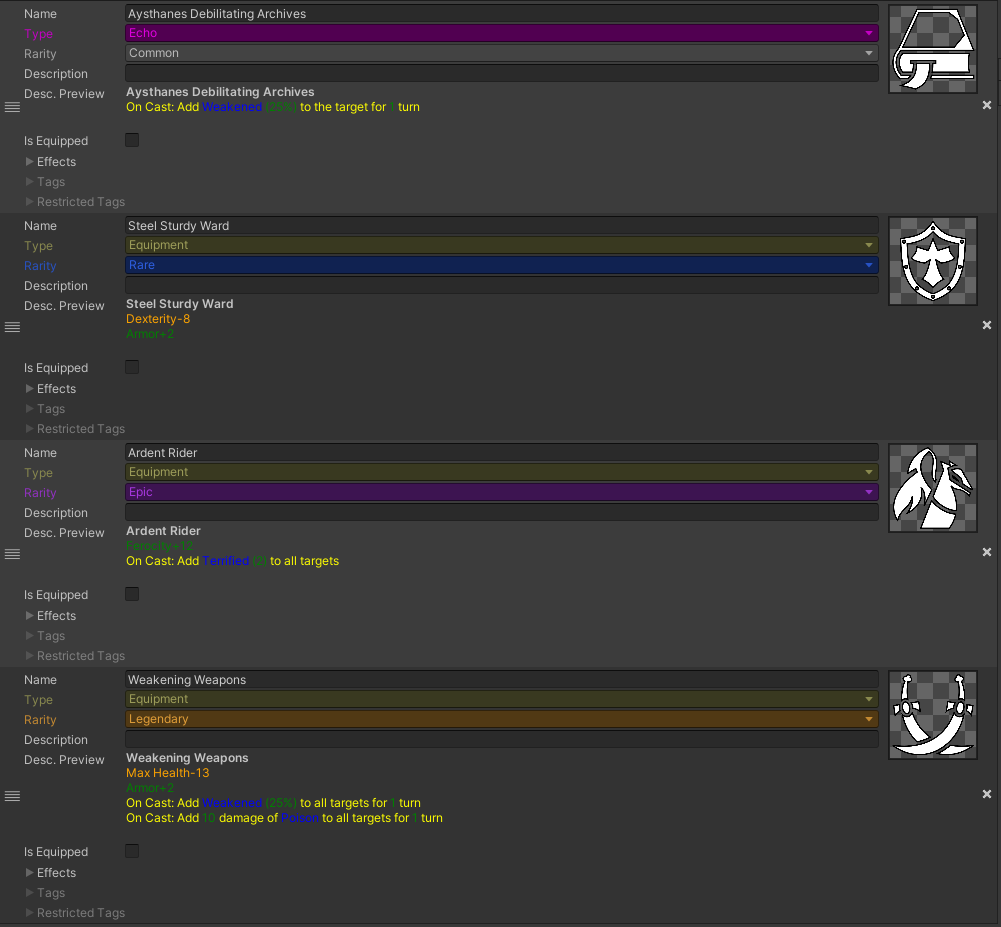 Name Aysthanes Debilitating Archives
Type Echo
Rarity Common
Description
Desc. Preview Aysthanes Debilitating Archives
On Cast: Add Weakened (25%) to the target for 1 turn
Is Equipped
Effects
Tags
Restricted Tags
Name Steel Sturdy Ward
Type Equipment
Rarity Rare
Description
Desc. Preview Steel Sturdy Ward
Dexterity-8
Armor+2
Is Equipped
Effects
Tags
Restricted Tags
Name Ardent Rider
Type Equipment
Rarity Epic
Description
Desc. Preview Ardent Rider
Ferocity+12
On Cast: Add Terrified (2) to all targets
Is Equipped
Effects
Tags
Restricted Tags
Name Weakening Weapons
Type Equipment
Rarity Legendary
Description
Desc. Preview Weakening Weapons
Max Health-13
Armor+2
On Cast: Add Weakened (25%) to all targets for 1 turn
On Cast: Add 10 damage of Poison to all targets for 1 turn
Is Equipped
Effects
Tags
Restricted Tags